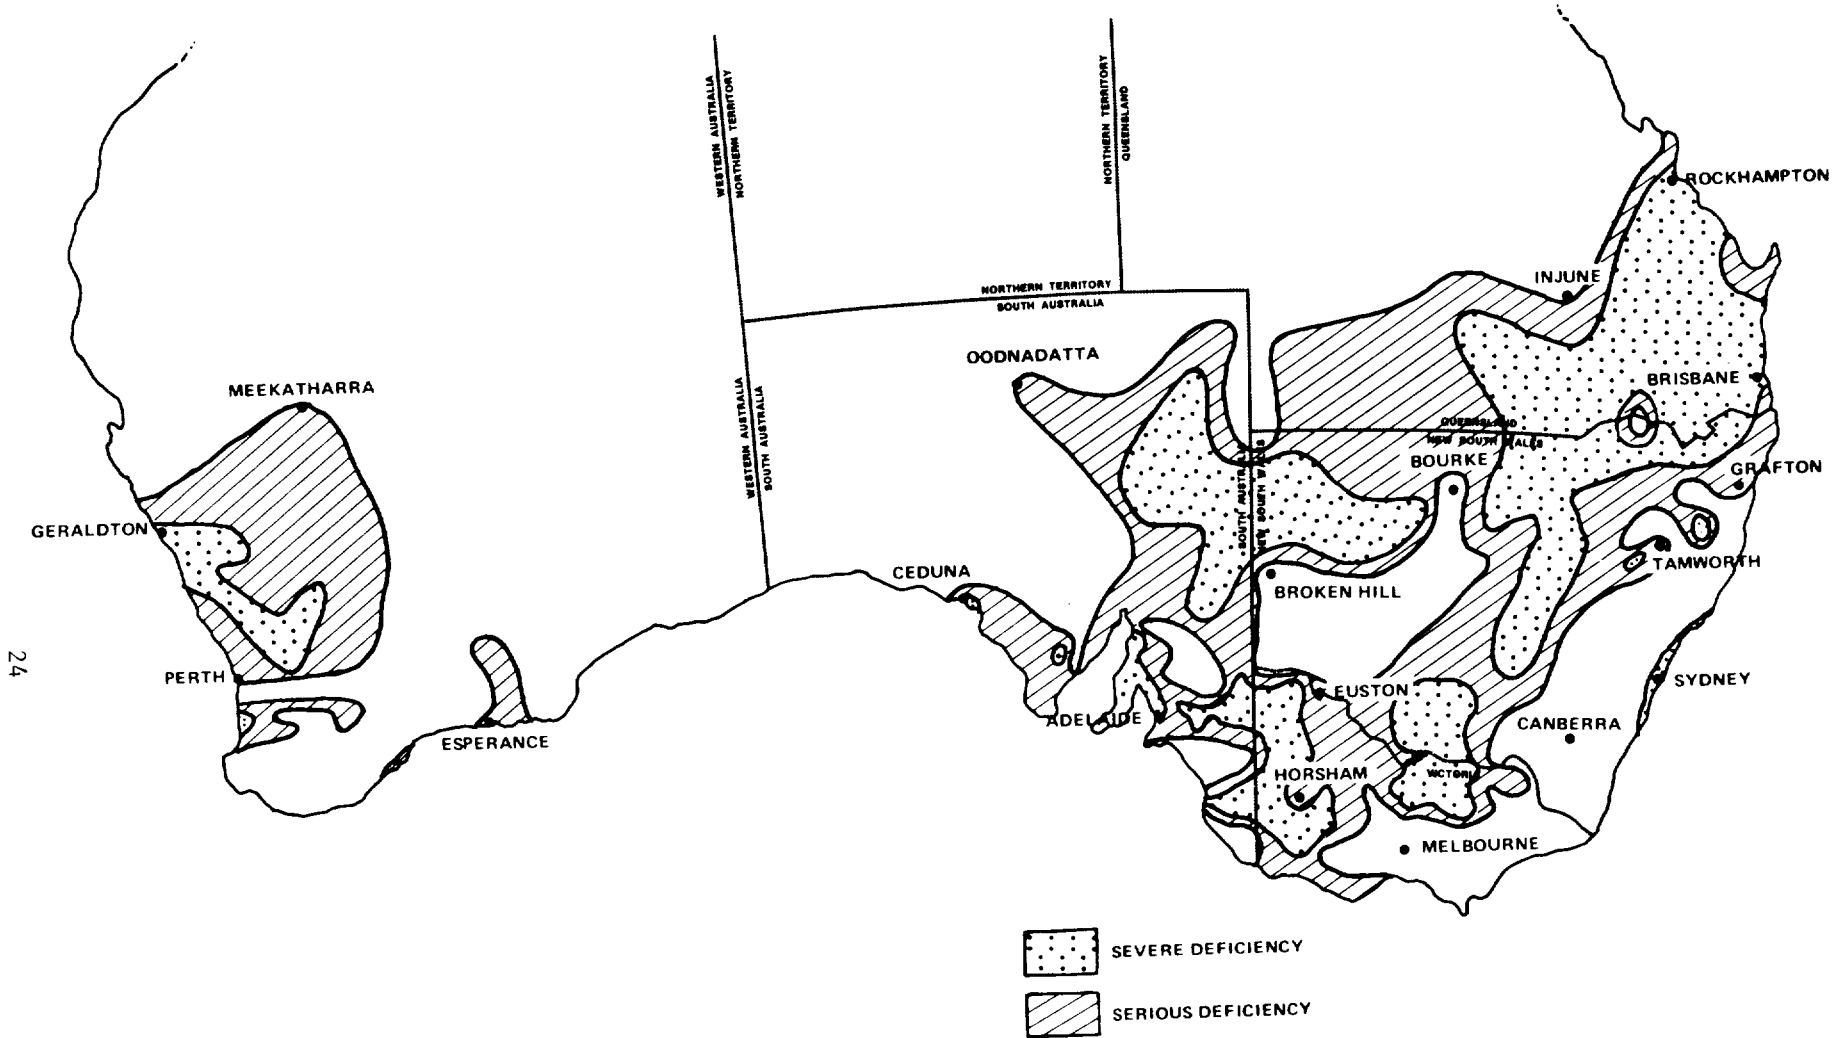 WESTERN AUSTRALIA
NORTHERN TERRITORY
NORTHERN TERRITORY
QUEENSLAND
ROCKHAMPTON
INJUNE
NORTHERN TERRITORY
SOUTH AUSTRALIA
OODNADATTA
MEEKATHARRA
BRISBANE
WESTERN AUSTRALIA
SOUTH AUSTRALIA
QUEENSLAND
NEW SOUTH WALES
BOURKE
GRAFTON
SOUTH AUSTRALIA
NEW SOUTH WALES
GERALDTON
CEDUNA
TAMWORTH
BROKEN HILL
24
PERTH
SYDNEY
EUSTON
ADELAIDE
CANBERRA
ESPERANCE
HORSHAM
VICTORIA
MELBOURNE
SEVERE DEFICIENCY
SERIOUS DEFICIENCY